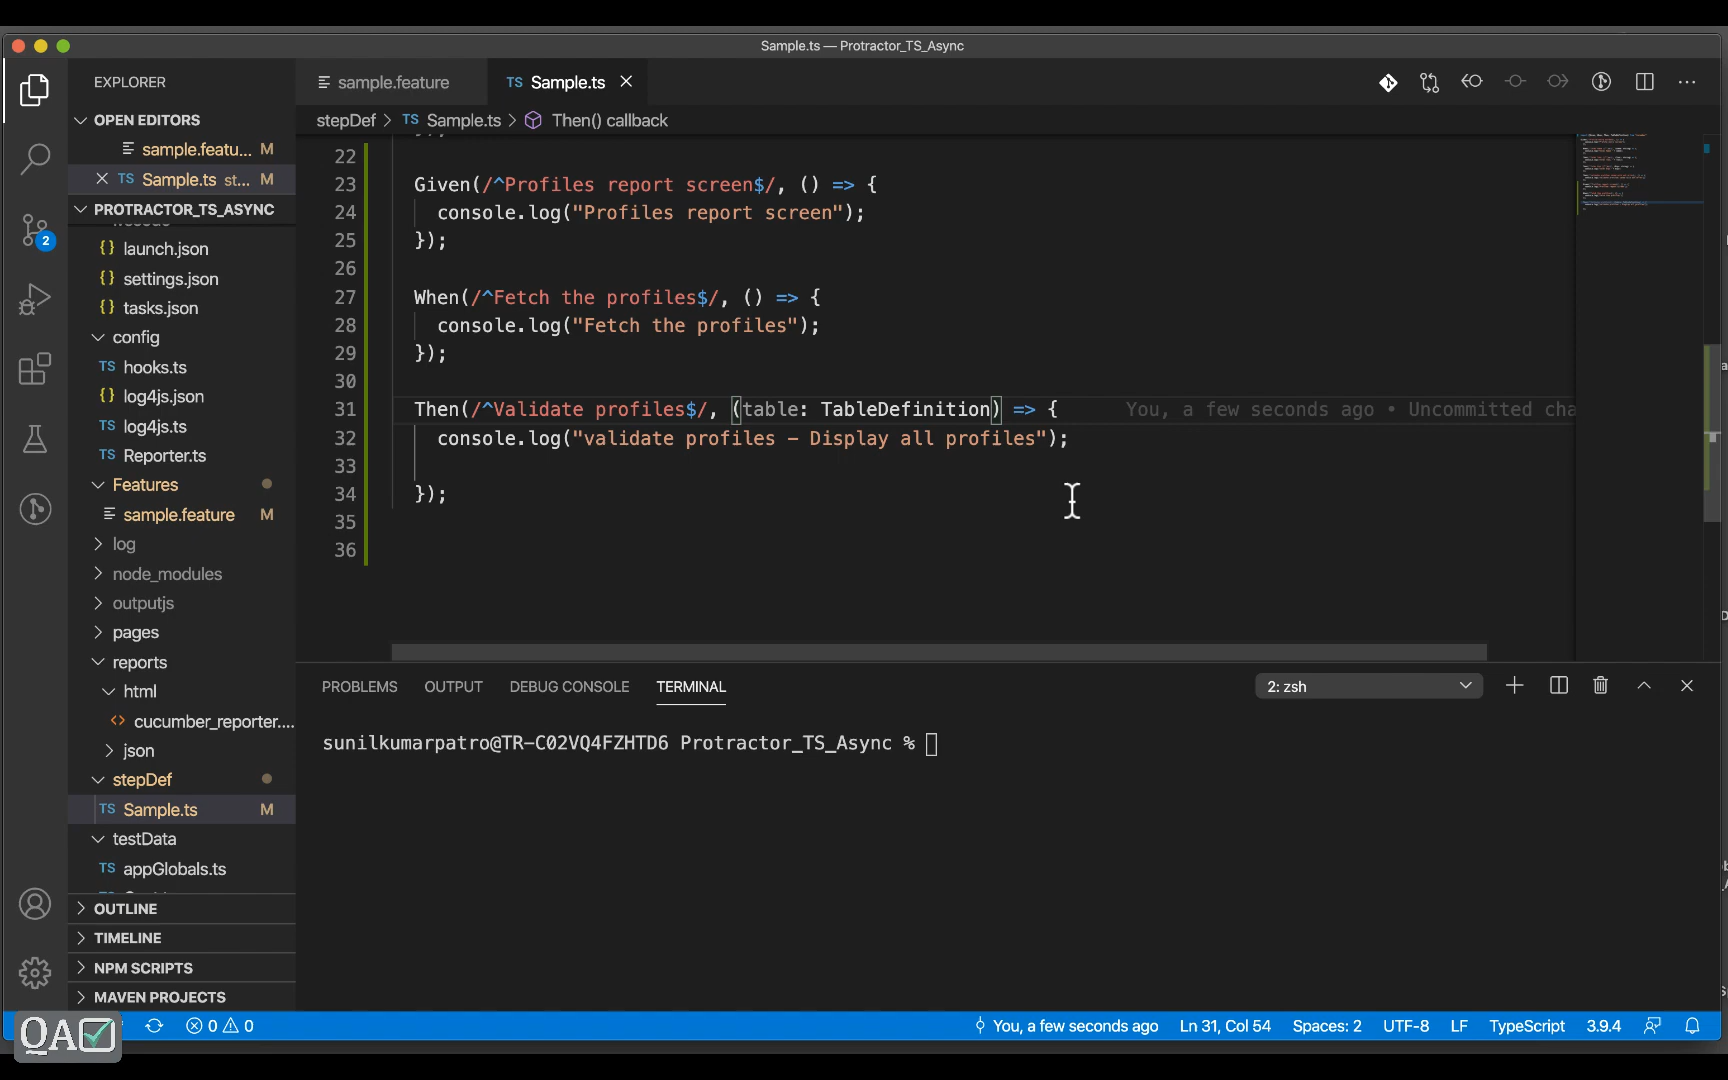 Sample.ts — Protractor_TS_Async
EXPLORER
sample.feature
TS Sample.ts
OPEN EDITORS
stepDef > TS Sample.ts > Then() callback
sample.featu... M
TS Sample.ts st... M
PROTRACTOR_TS_ASYNC
{} launch.json
{} settings.json
{} tasks.json
config
TS hooks.ts
{} log4js.json
TS log4js.ts
TS Reporter.ts
Features
sample.feature M
log
node_modules
outputjs
pages
reports
html
<> cucumber_reporter....
json
stepDef
TS Sample.ts M
testData
TS appGlobals.ts
OUTLINE
TIMELINE
NPM SCRIPTS
MAVEN PROJECTS
2
22
23 Given(/^Profiles report screen$/, () => {
24 console.log("Profiles report screen");
25 });
26
27 When(/^Fetch the profiles$/, () => {
28 console.log("Fetch the profiles");
29 });
30
31 Then(/^Validate profiles$/, (table: TableDefinition) => { You, a few seconds ago • Uncommitted cha
32 console.log("validate profiles – Display all profiles");
33
34 });
35
36
PROBLEMS OUTPUT DEBUG CONSOLE TERMINAL 2: zsh
sunilkumarpatro@TR-C02VQ4FZHTD6 Protractor_TS_Async %
QA
0 0 You, a few seconds ago Ln 31, Col 54 Spaces: 2 UTF-8 LF TypeScript 3.9.4